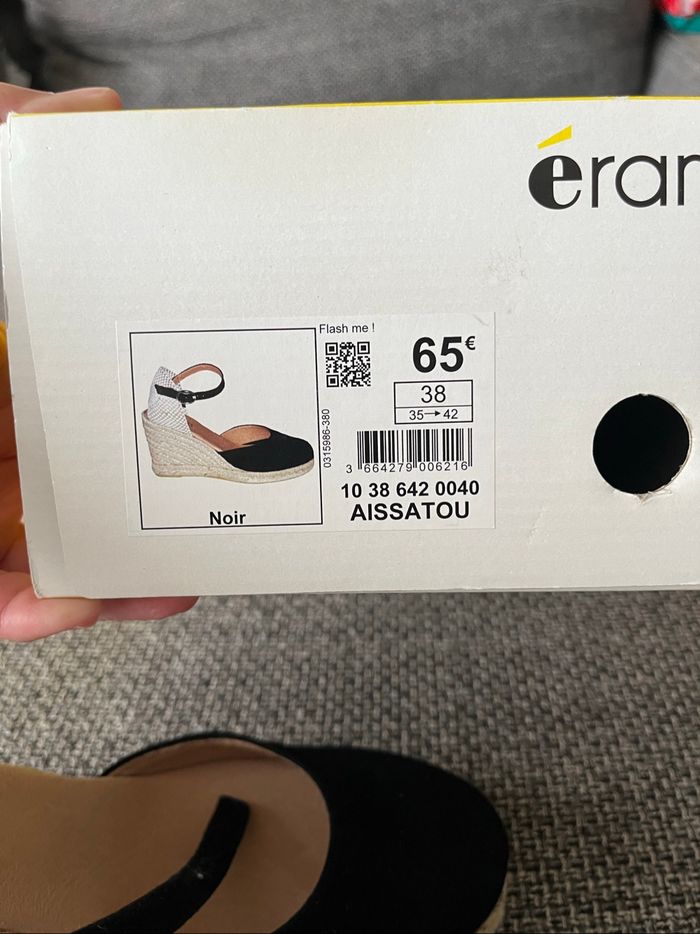 éran
Flash me !
65€
38
35→42
0315986-380
3 664279 006216
10 38 642 0040
AISSATOU
Noir